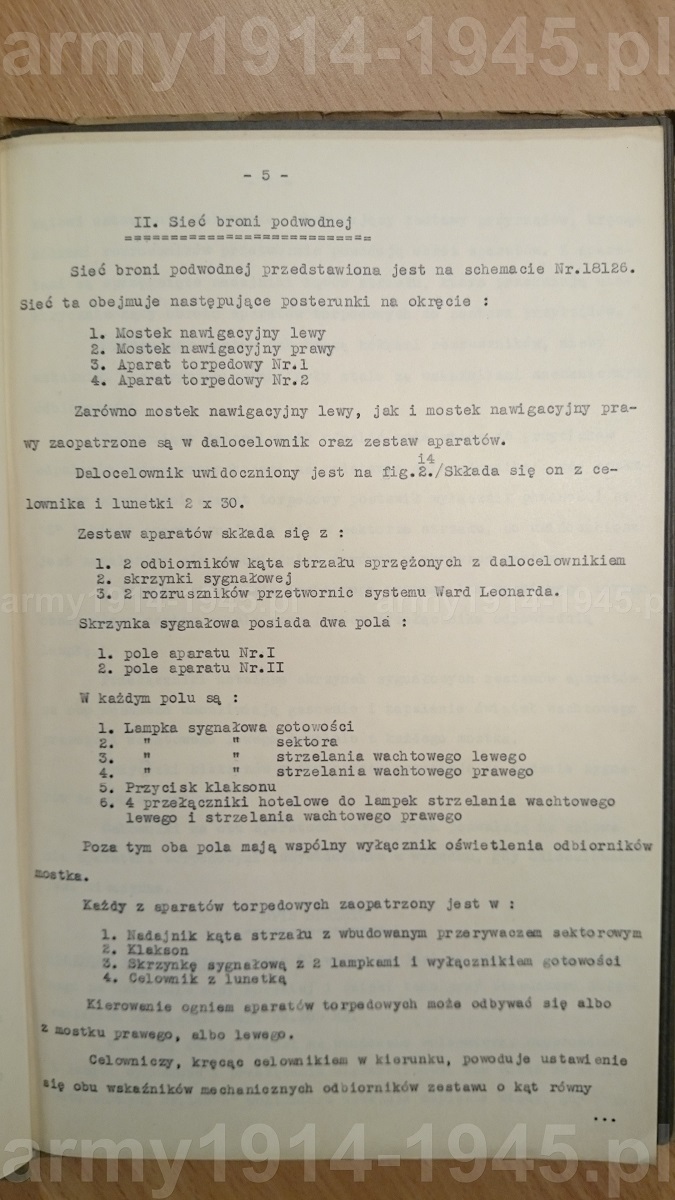 army1914-1945.pl
- 5 -
II. Sieć broni podwodnej
==========================
Sieć broni podwodnej przedstawiona jest na schemacie Nr.18126.
Sieć ta obejmuje następujące posterunki na okręcie :
1. Mostek nawigacyjny lewy
2. Mostek nawigacyjny prawy
3. Aparat torpedowy Nr.1
4. Aparat torpedowy Nr.2
Zarówno mostek nawigacyjny lewy, jak i mostek nawigacyjny pra-
wy zaopatrzone są w dalocelownik oraz zestaw aparatów.
14
Dalocelownik uwidoczniony jest na fig.2./Składa się on z ce-
lownika i lunetki 2 x 30.
Zestaw aparatów składa się z :
1. 2 odbiorników kąta strzału sprzężonych z dalocelownikiem
2. skrzynki sygnałowej
3. 2 rozruszników przetwornic systemu Ward Leonarda.
army1914-1945.pl army1914-1945.pl
Skrzynka sygnałowa posiada dwa pola :
1. pole aparatu Nr.I
2. pole aparatu Nr.II
W każdym polu są :
1. Lampka sygnałowa gotowości
2. " " sektora
3. " " strzelania wachtowego lewego
4. " " strzelania wachtowego prawego
5. Przycisk klaksonu
6. 4 przełączniki hotelowe do lampek strzelania wachtowego
lewego i strzelania wachtowego prawego
Poza tym oba pola mają wspólny wyłącznik oświetlenia odbiorników
mostka.
Każdy z aparatów torpedowych zaopatrzony jest w :
1. Nadajnik kąta strzału z wbudowanym przerywaczem sektorowym
2. Klakson
3. Skrzynkę sygnałową z 2 lampkami i wyłącznikiem gotowości
4. Celownik z lunetką
Kierowanie ogniem aparatów torpedowych może odbywać się albo
z mostku prawego, albo lewego.
Celowniczy, kręcąc celownikiem w kierunku, powoduje ustawienie
się obu wskaźników mechanicznych odbiorników zestawu o kąt równy
...
army1914-1945.pl